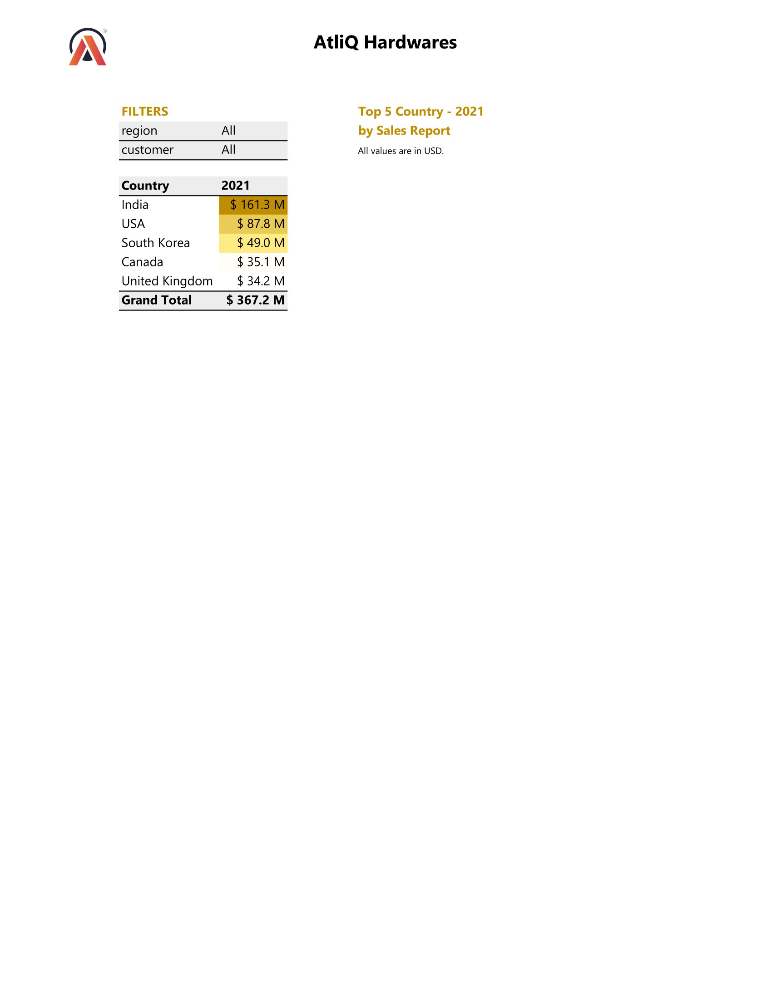 AtliQ Hardwares
FILTERS
region All
customer All
Top 5 Country - 2021
by Sales Report
All values are in USD.
Country 2021
India $ 161.3 M
USA $ 87.8 M
South Korea $ 49.0 M
Canada $ 35.1 M
United Kingdom $ 34.2 M
Grand Total $ 367.2 M